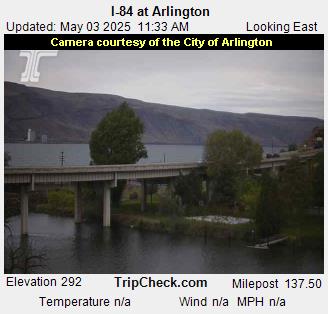 I-84 at Arlington
Updated: May 03 2025 11:33 AM Looking East
Camera courtesy of the City of Arlington
Elevation 292 TripCheck.com Milepost 137.50
Temperature n/a Wind n/a MPH n/a